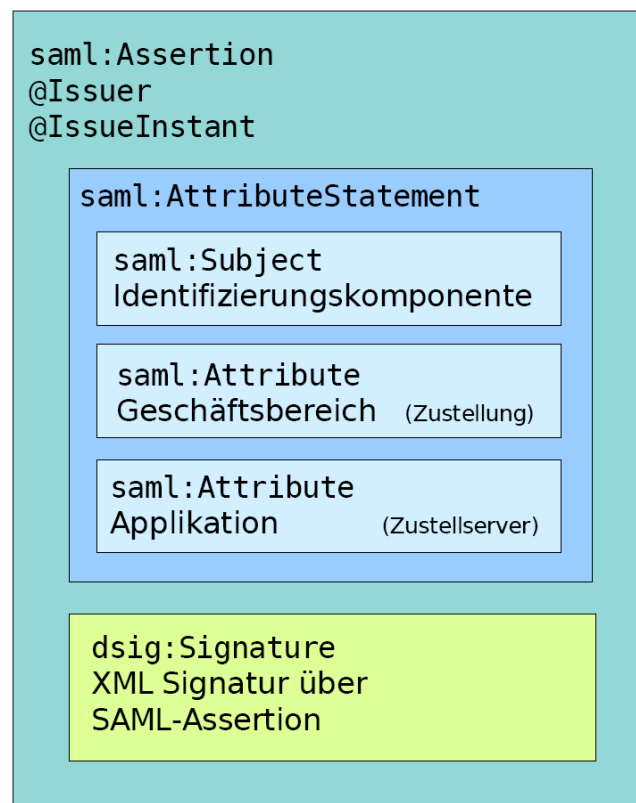 saml:Assertion
@Issuer
@IssueInstant
saml:AttributeStatement
saml:Subject
Identifizierungskomponente
saml:Attribute
Geschäftsbereich (Zustellung)
saml:Attribute
Applikation (Zustellserver)
dsig:Signature
XML Signatur über
SAML-Assertion